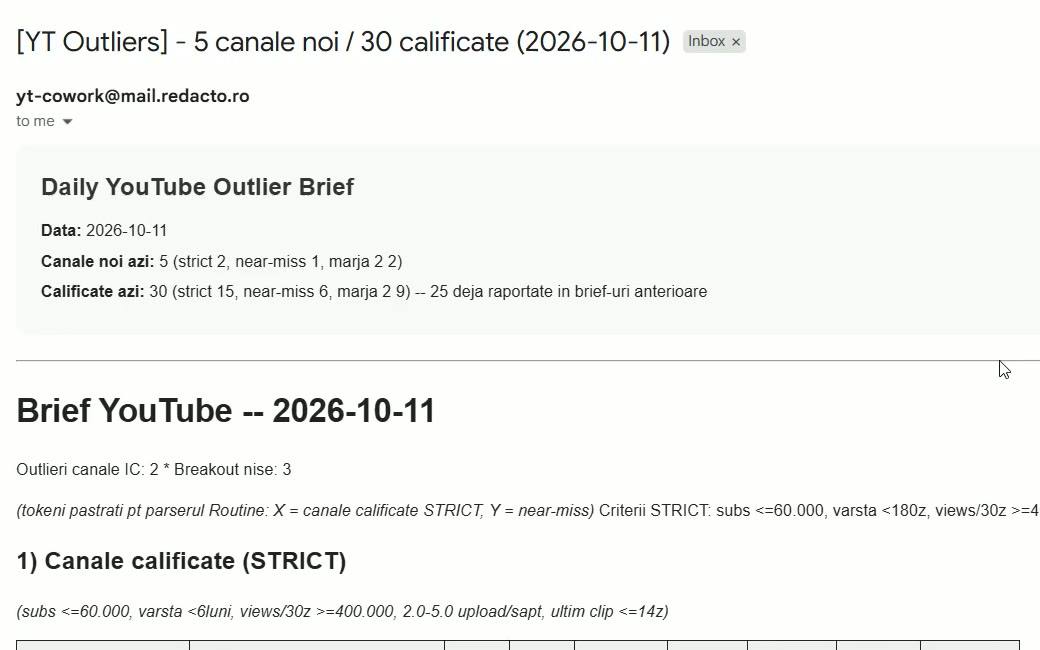 [YT Outliers] - 5 canale noi / 30 calificate (2026-10-11) Inbox ×
yt-cowork@mail.redacto.ro
to me
Daily YouTube Outlier Brief
Data: 2026-10-11
Canale noi azi: 5 (strict 2, near-miss 1, marja 2 2)
Calificate azi: 30 (strict 15, near-miss 6, marja 2 9) -- 25 deja raportate in brief-uri anterioare
Brief YouTube -- 2026-10-11
Outlieri canale IC: 2 * Breakout nise: 3
(tokeni pastrati pt parserul Routine: X = canale calificate STRICT, Y = near-miss) Criterii STRICT: subs <=60.000, varsta <180z, views/30z >=4
1) Canale calificate (STRICT)
(subs <=60.000, varsta <6luni, views/30z >=400.000, 2.0-5.0 upload/sapt, ultim clip <=14z)